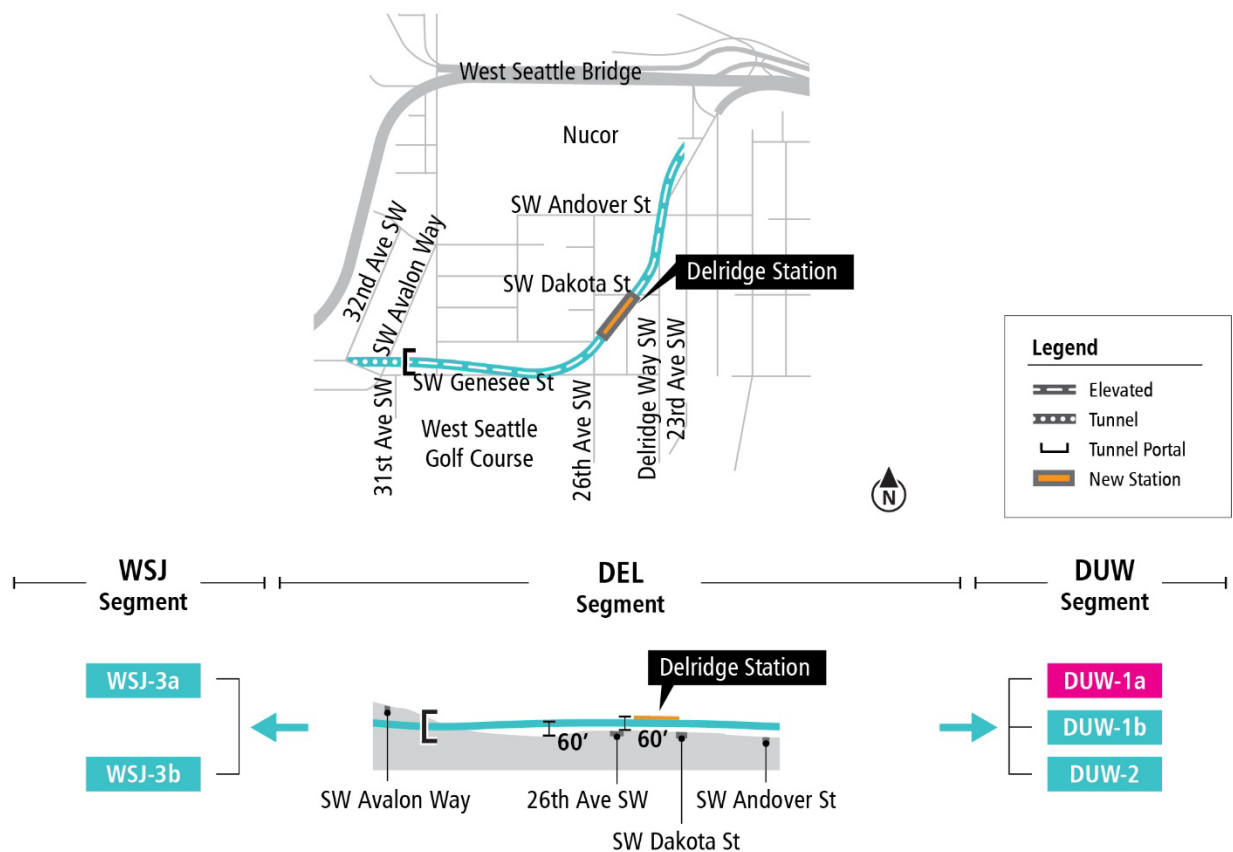 West Seattle Bridge
Nucor
SW Andover St
32nd Ave SW
SW Avalon Way
SW Dakota St
Delridge Station
SW Genesee St
31st Ave SW
West Seattle
Golf Course
26th Ave SW
Delridge Way SW
23rd Ave SW
N
Legend
Elevated
Tunnel
Tunnel Portal
New Station
WSJ
Segment
DEL
Segment
DUW
Segment
WSJ-3a
WSJ-3b
Delridge Station
60’
60’
SW Avalon Way
26th Ave SW
SW Andover St
SW Dakota St
DUW-1a
DUW-1b
DUW-2